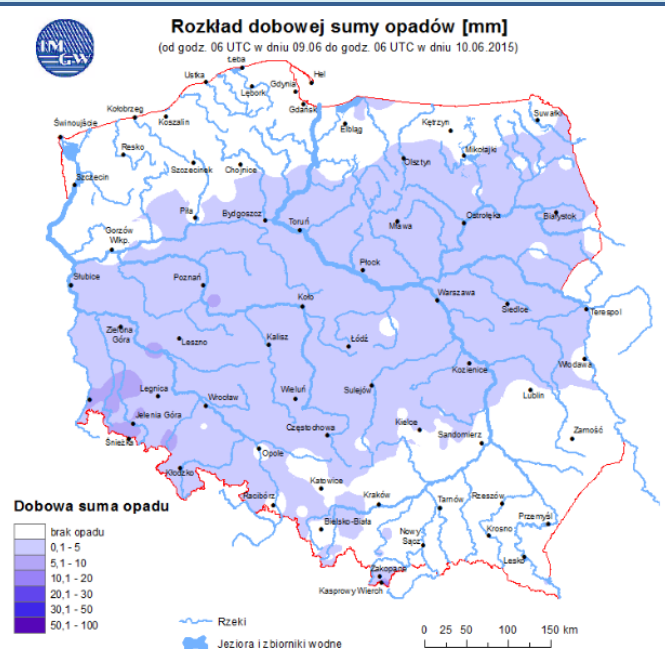 Rozkład dobowej sumy opadów [mm]
(od godz. 06 UTC w dniu 09.06 do godz. 06 UTC w dniu 10.06.2015)
IMGW
Łeba
Hel
Ustka
Gdynia
Lębork
Gdańsk
Kołobrzeg
Koszalin
Świnoujście
Elbląg
Kętrzyn
Suwałki
Resko
Szczecinek
Chojnice
Olsztyn
Mikołajki
Szczecin
Piła
Bydgoszcz
Toruń
Mława
Ostrołęka
Białystok
Gorzów
Wlkp.
Płock
Słubice
Poznań
Koło
Warszawa
Siedlce
Terespol
Zielona
Góra
Leszno
Kalisz
Łódź
Kozienice
Włodawa
Legnica
Wrocław
Wieluń
Sulejów
Lublin
Jelenia Góra
Częstochowa
Kielce
Sandomierz
Zamość
Śnieżka
Opole
Kłodzko
Katowice
Racibórz
Kraków
Tarnów
Rzeszów
Przemyśl
Bielsko-Biała
Nowy
Sącz
Krosno
Lesko
Zakopane
Kasprowy Wierch
Dobowa suma opadu
brak opadu
0,1 - 5
5,1 - 10
10,1 - 20
20,1 - 30
30,1 - 50
50,1 - 100
Rzeki
Jeziora i zbiorniki wodne
0 25 50 100 150 km